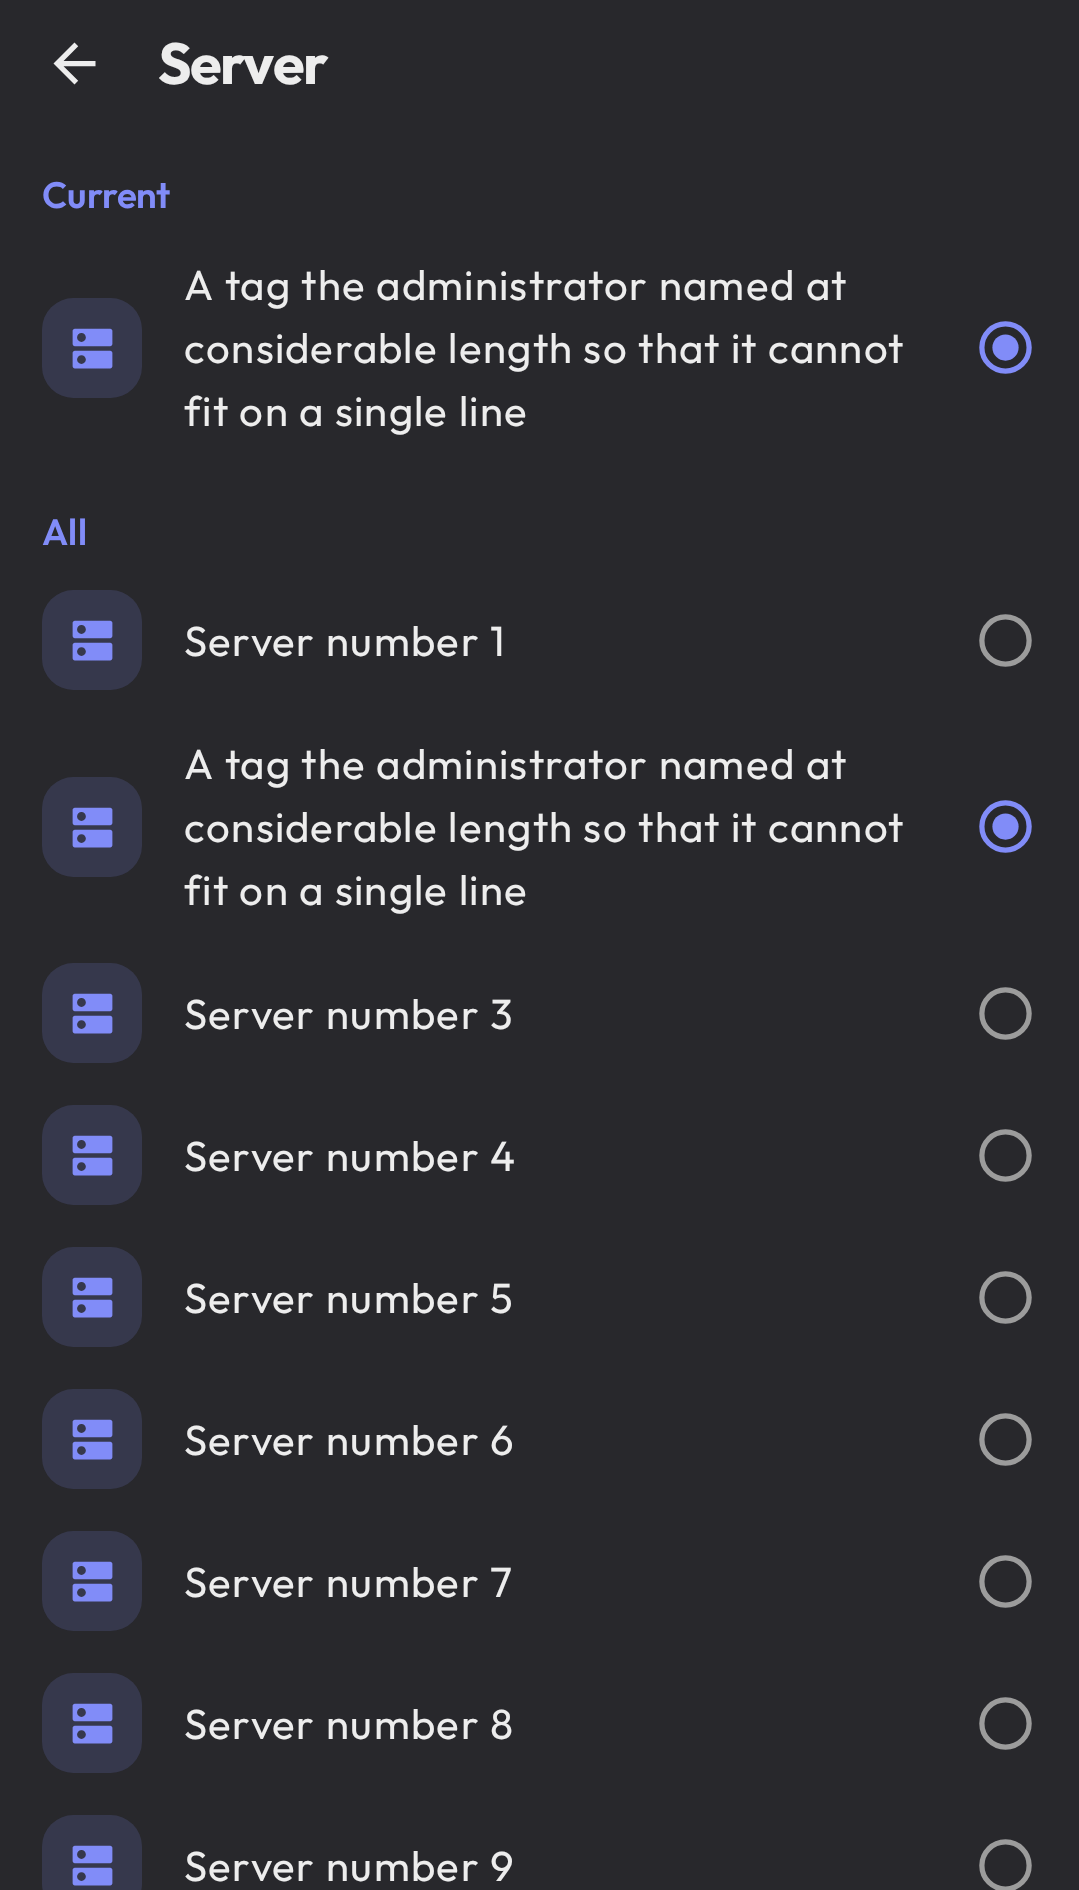 Server
Current
A tag the administrator named at
considerable length so that it cannot
fit on a single line
All
Server number 1
A tag the administrator named at
considerable length so that it cannot
fit on a single line
Server number 3
Server number 4
Server number 5
Server number 6
Server number 7
Server number 8
Server number 9